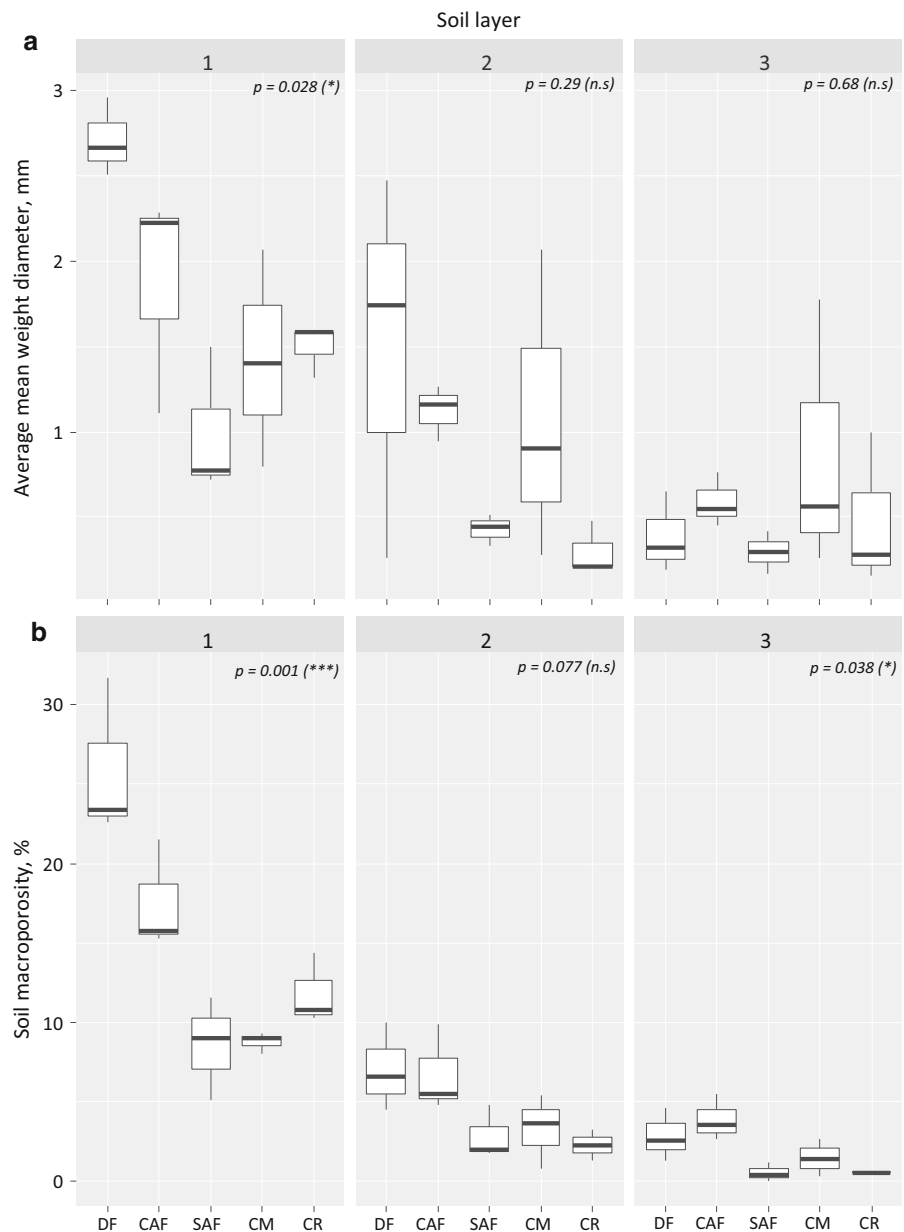 Soil layer
a
1 2 3
p = 0.028 (*) p = 0.29 (n.s) p = 0.68 (n.s)
Average mean weight diameter, mm
3
2
1
b
1 2 3
p = 0.001 (***) p = 0.077 (n.s) p = 0.038 (*)
Soil macroporosity, %
30
20
10
0
DF CAF SAF CM CR DF CAF SAF CM CR DF CAF SAF CM CR